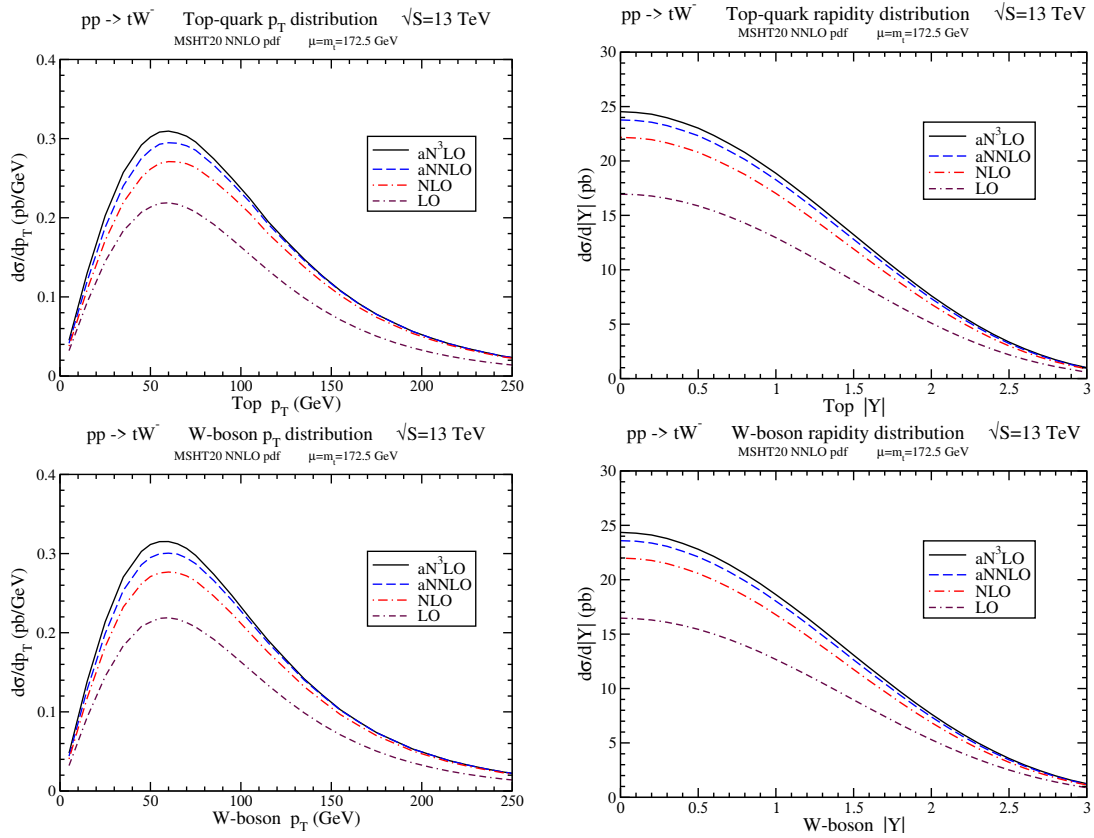 pp -> tW⁻ Top-quark p_T distribution √S=13 TeV
MSHT20 NNLO pdf μ=m_t=172.5 GeV
dσ/dp_T (pb/GeV)
0.4
0.3
0.2
0.1
0
aN³LO
aNNLO
NLO
LO
0 50 100 150 200 250
Top p_T (GeV)
pp -> tW⁻ Top-quark rapidity distribution √S=13 TeV
MSHT20 NNLO pdf μ=m_t=172.5 GeV
dσ/d|Y| (pb)
30
25
20
15
10
5
0
aN³LO
aNNLO
NLO
LO
0 0.5 1 1.5 2 2.5 3
Top |Y|
pp -> tW⁻ W-boson p_T distribution √S=13 TeV
MSHT20 NNLO pdf μ=m_t=172.5 GeV
dσ/dp_T (pb/GeV)
0.4
0.3
0.2
0.1
0
aN³LO
aNNLO
NLO
LO
0 50 100 150 200 250
W-boson p_T (GeV)
pp -> tW⁻ W-boson rapidity distribution √S=13 TeV
MSHT20 NNLO pdf μ=m_t=172.5 GeV
dσ/d|Y| (pb)
30
25
20
15
10
5
0
aN³LO
aNNLO
NLO
LO
0 0.5 1 1.5 2 2.5 3
W-boson |Y|